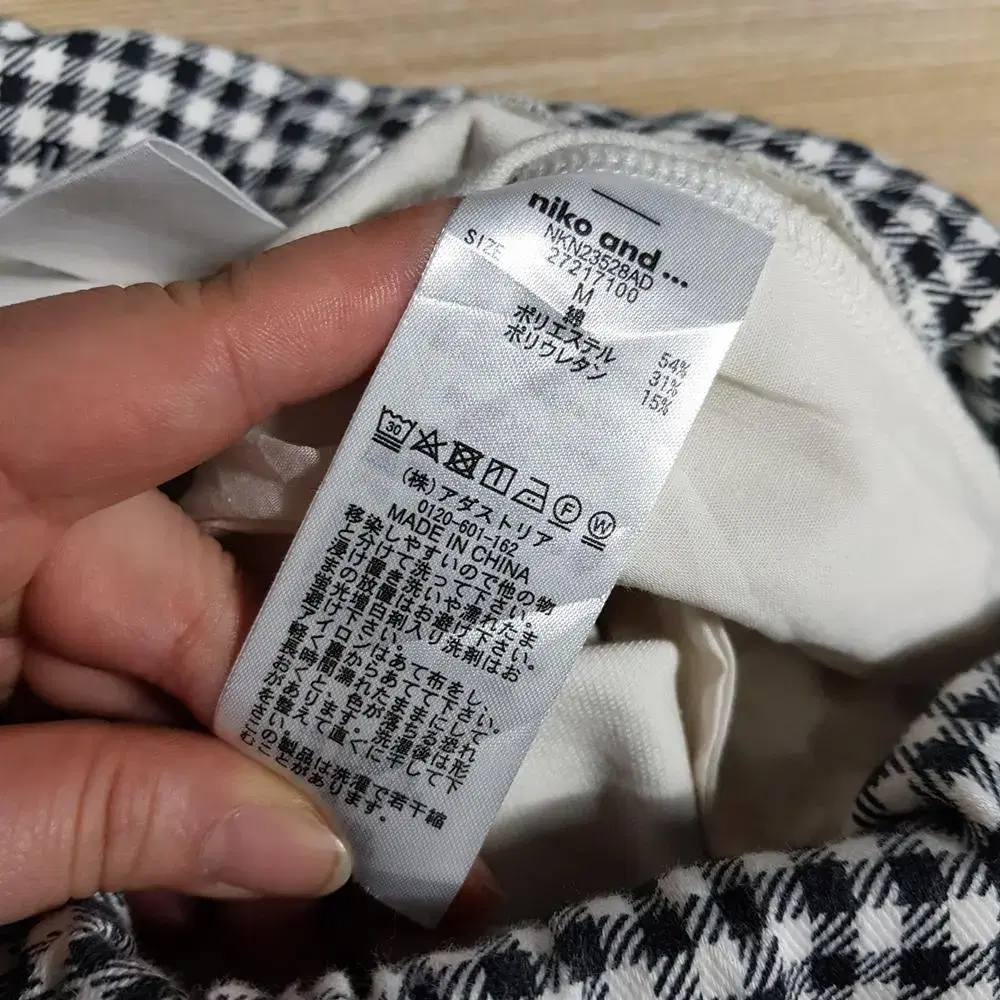 niko and ...
NKN23528AD
27217100
SIZE M
綿 54%
ポリエステル 31%
ポリウレタン 15%
30
F W
(株)アダストリア
0120-601-162
MADE IN CHINA
移染しやすいので他の物
と分けて洗って下さい。
浸け置き洗いや濡れたま
まの放置はお避け下さい。
蛍光増白剤入り洗剤はお
避け下さい。
アイロンはあて布をし、
軽く裏からあてて下さい。
長時間濡れたままにして
おくと、色が落ちる恐れ
があります。洗濯後は形
を整えて直ぐに干して下
さい。
この製品は洗濯で若干縮
むことがあります。